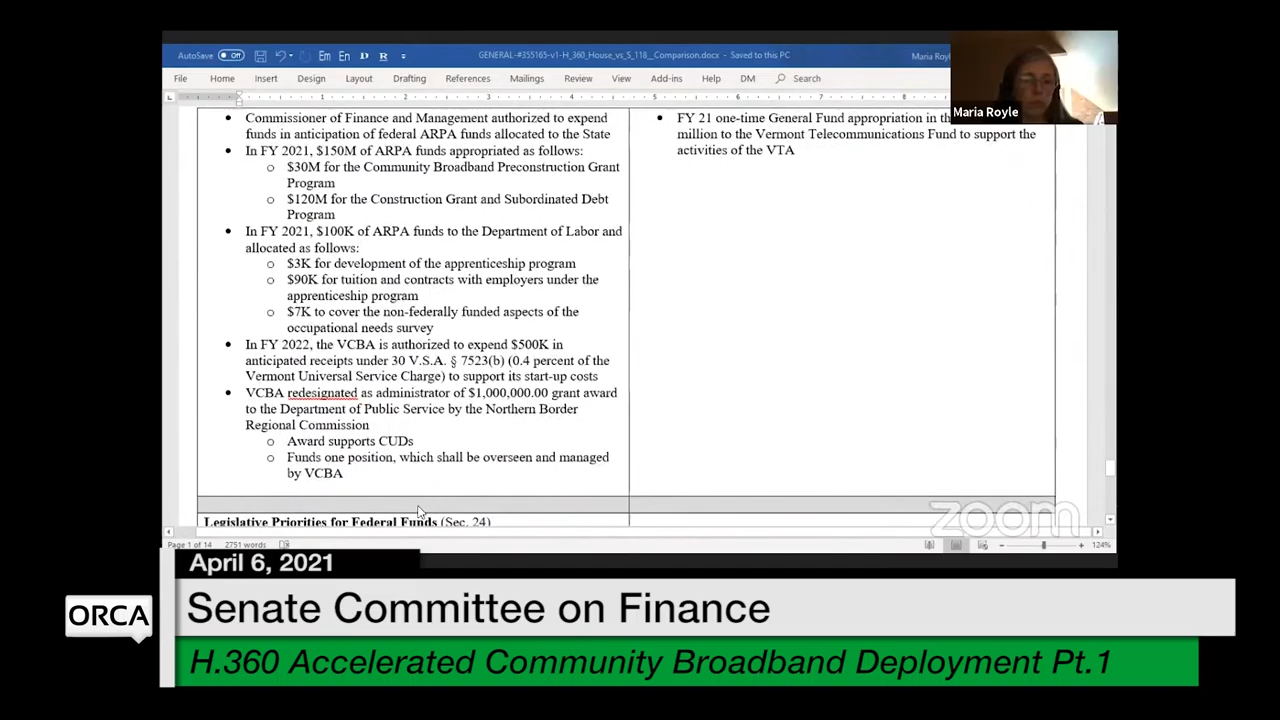 AutoSave Off
GENERAL-#355165-v1-H_360_House_vs_S_118__Comparison.docx - Saved to this PC
Maria Roy
File Home Insert Design Layout Drafting References Mailings Review View Add-ins Help DM Search
Maria Royle
Commissioner of Finance and Management authorized to expend
funds in anticipation of federal ARPA funds allocated to the State
In FY 2021, $150M of ARPA funds appropriated as follows:
$30M for the Community Broadband Preconstruction Grant
Program
$120M for the Construction Grant and Subordinated Debt
Program
In FY 2021, $100K of ARPA funds to the Department of Labor and
allocated as follows:
$3K for development of the apprenticeship program
$90K for tuition and contracts with employers under the
apprenticeship program
$7K to cover the non-federally funded aspects of the
occupational needs survey
In FY 2022, the VCBA is authorized to expend $500K in
anticipated receipts under 30 V.S.A. § 7523(b) (0.4 percent of the
Vermont Universal Service Charge) to support its start-up costs
VCBA redesignated as administrator of $1,000,000.00 grant award
to the Department of Public Service by the Northern Border
Regional Commission
Award supports CUDs
Funds one position, which shall be overseen and managed
by VCBA
FY 21 one-time General Fund appropriation in th
million to the Vermont Telecommunications Fund to support the
activities of the VTA
Legislative Priorities for Federal Funds (Sec. 24)
zoom
Page 1 of 14 2751 words
124%
April 6, 2021
ORCA
Senate Committee on Finance
H.360 Accelerated Community Broadband Deployment Pt.1